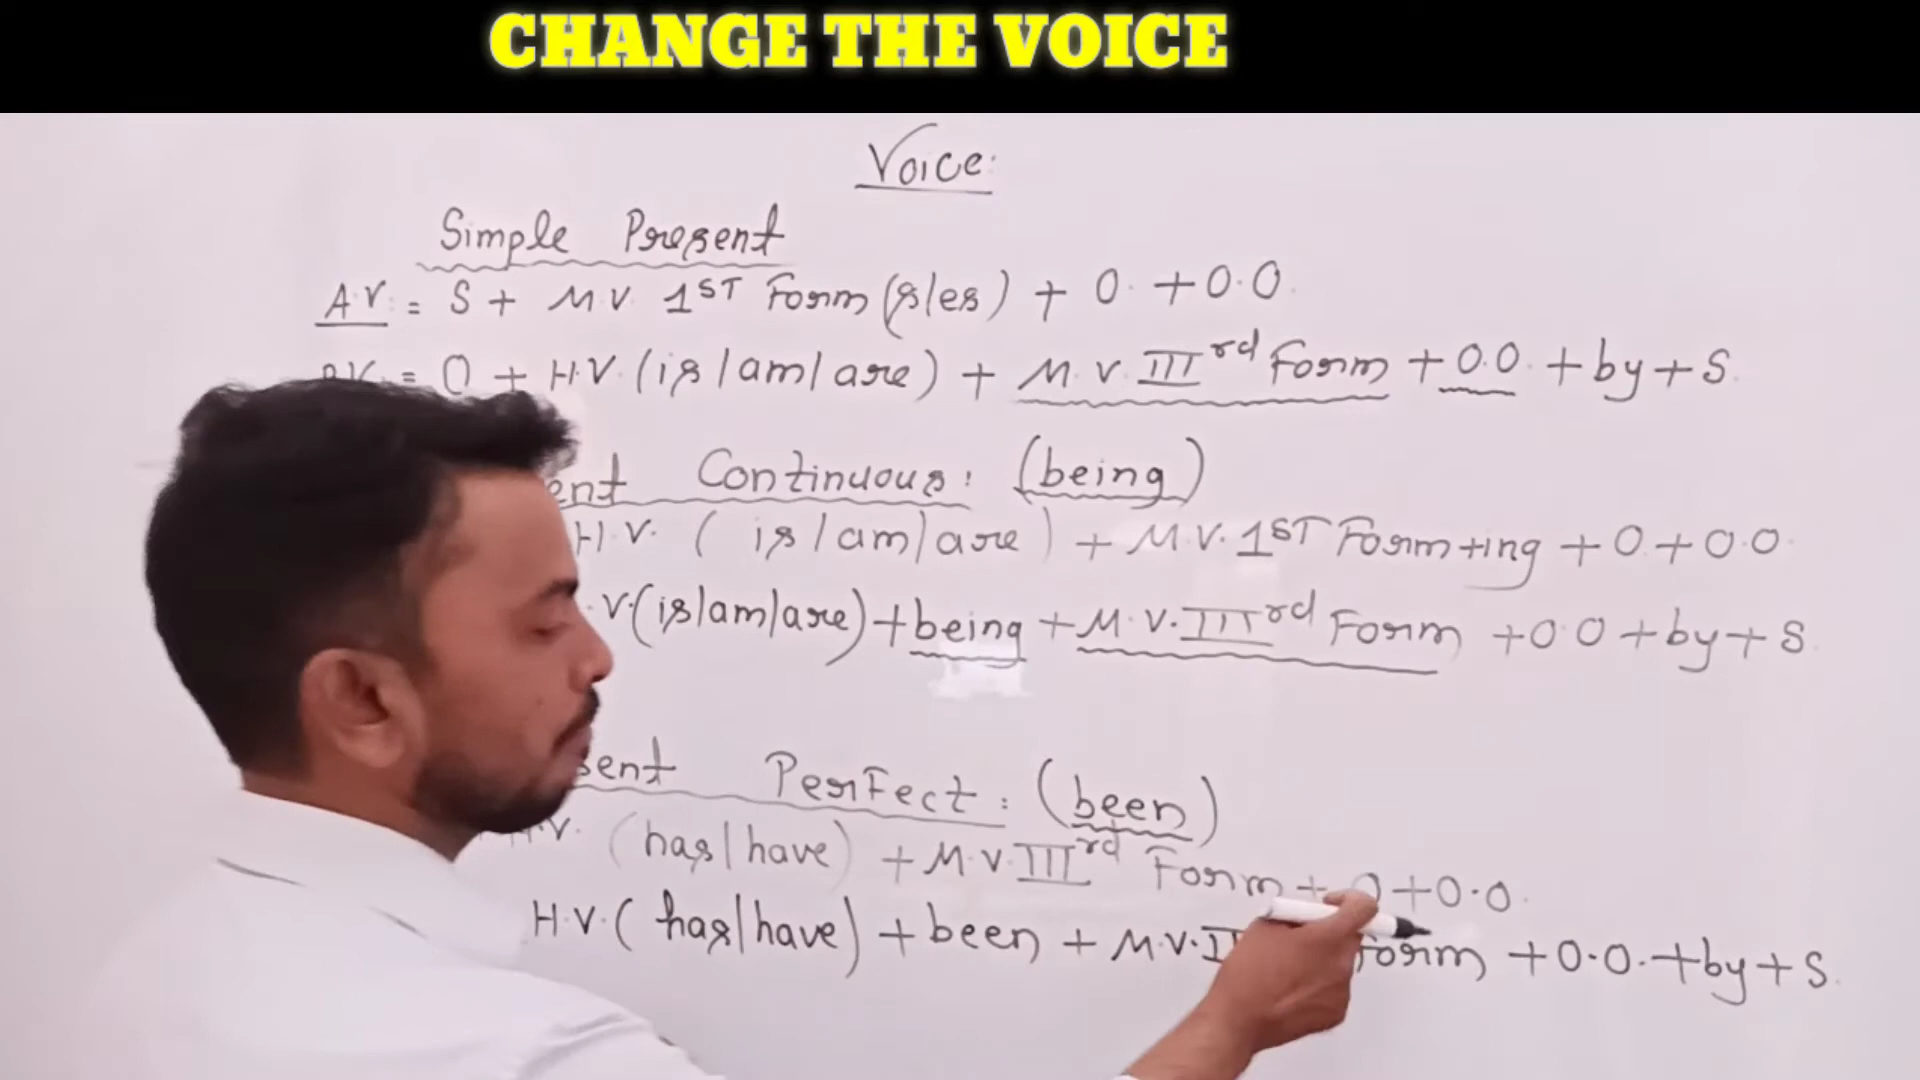 CHANGE THE VOICE
Voice:
Simple Present
A.V. = S + M.V. 1ST Form (s/es) + O. + O.O.
P.V. = O + H.V. (is/am/are) + M.V. IIIrd Form + O.O. + by + S.
Continuous: (being)
H.V. (is/am/are) + M.V. 1ST Form+ing + O + O.O.
V. (is/am/are) + being + M.V. IIIrd Form + O.O + by + S.
Perfect: (been)
(has/have) + M.V. IIIrd Form + O + O.O.
H.V. (has/have) + been + M.V. Form + O.O. + by + S.